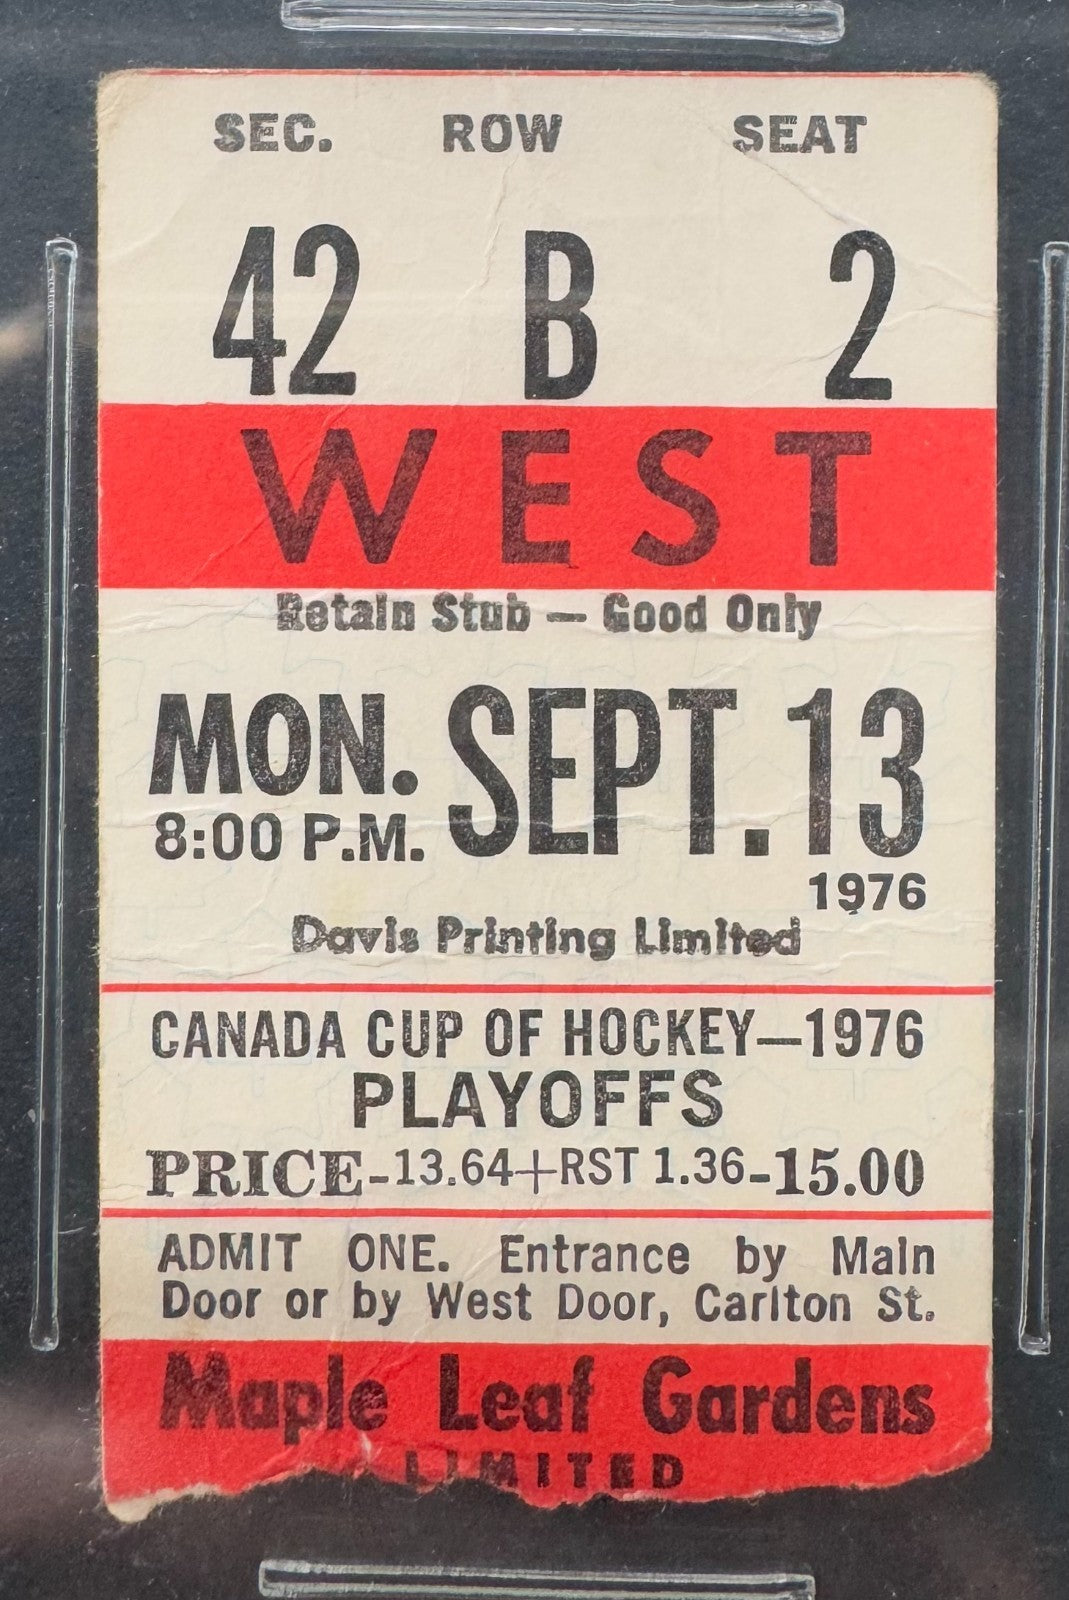 SEC. ROW SEAT
42 B 2
WEST
Retain Stub — Good Only
MON. SEPT. 13
8:00 P.M.
1976
Davis Printing Limited
CANADA CUP OF HOCKEY—1976
PLAYOFFS
PRICE-13.64+RST 1.36-15.00
ADMIT ONE. Entrance by Main
Door or by West Door, Carlton St.
Maple Leaf Gardens
LIMITED